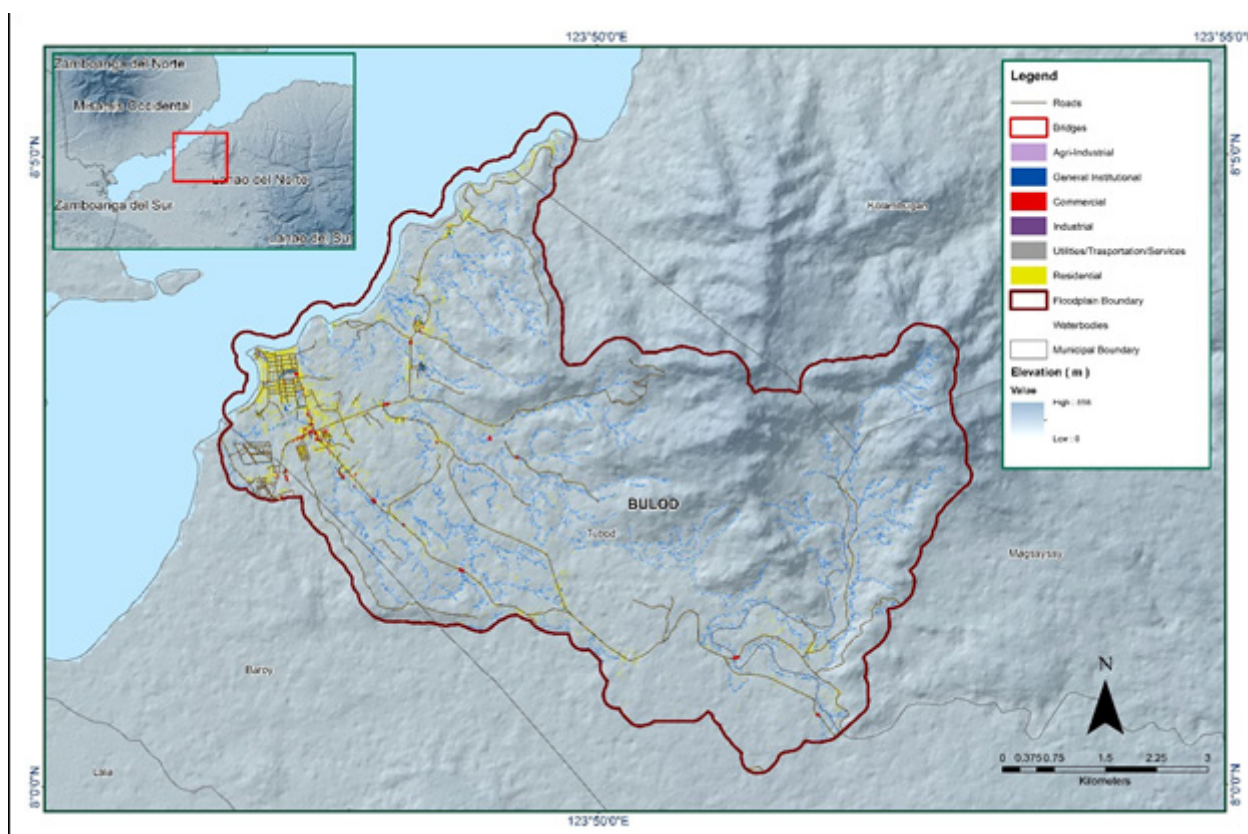 123°50'0"E
123°55'0"E
Zamboanga del Norte
Misamis Occidental
Lanao del Norte
Zamboanga del Sur
Lanao del Sur
8°5'0"N
8°5'0"N
Legend
Roads
Bridges
Agri-Industrial
General Institutional
Commercial
Industrial
Utilities/Trasportation/Services
Residential
Floodplain Boundary
Waterbodies
Municipal Boundary
Elevation ( m )
Value
High :
Low : 0
Kolambugan
BULOD
Tubod
Magsaysay
Baroy
Lala
N
0 0.375 0.75 1.5 2.25 3
Kilometers
8°0'0"N
8°0'0"N
123°50'0"E